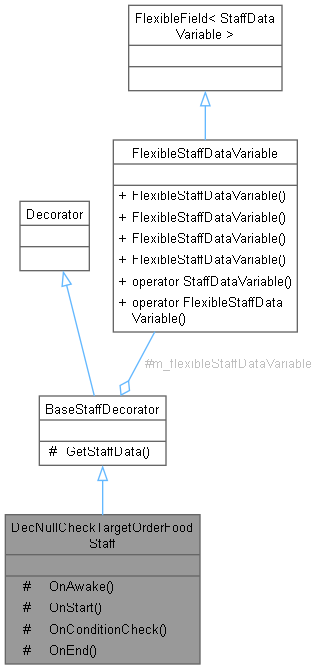 FlexibleField< StaffData
Variable >
FlexibleStaffDataVariable
+ FlexibleStaffDataVariable()
+ FlexibleStaffDataVariable()
+ FlexibleStaffDataVariable()
+ FlexibleStaffDataVariable()
+ operator StaffDataVariable()
+ operator FlexibleStaffData
Variable()
Decorator
#m_flexibleStaffDataVariable
BaseStaffDecorator
# GetStaffData()
DecNullCheckTargetOrderFood
Staff
# OnAwake()
# OnStart()
# OnConditionCheck()
# OnEnd()